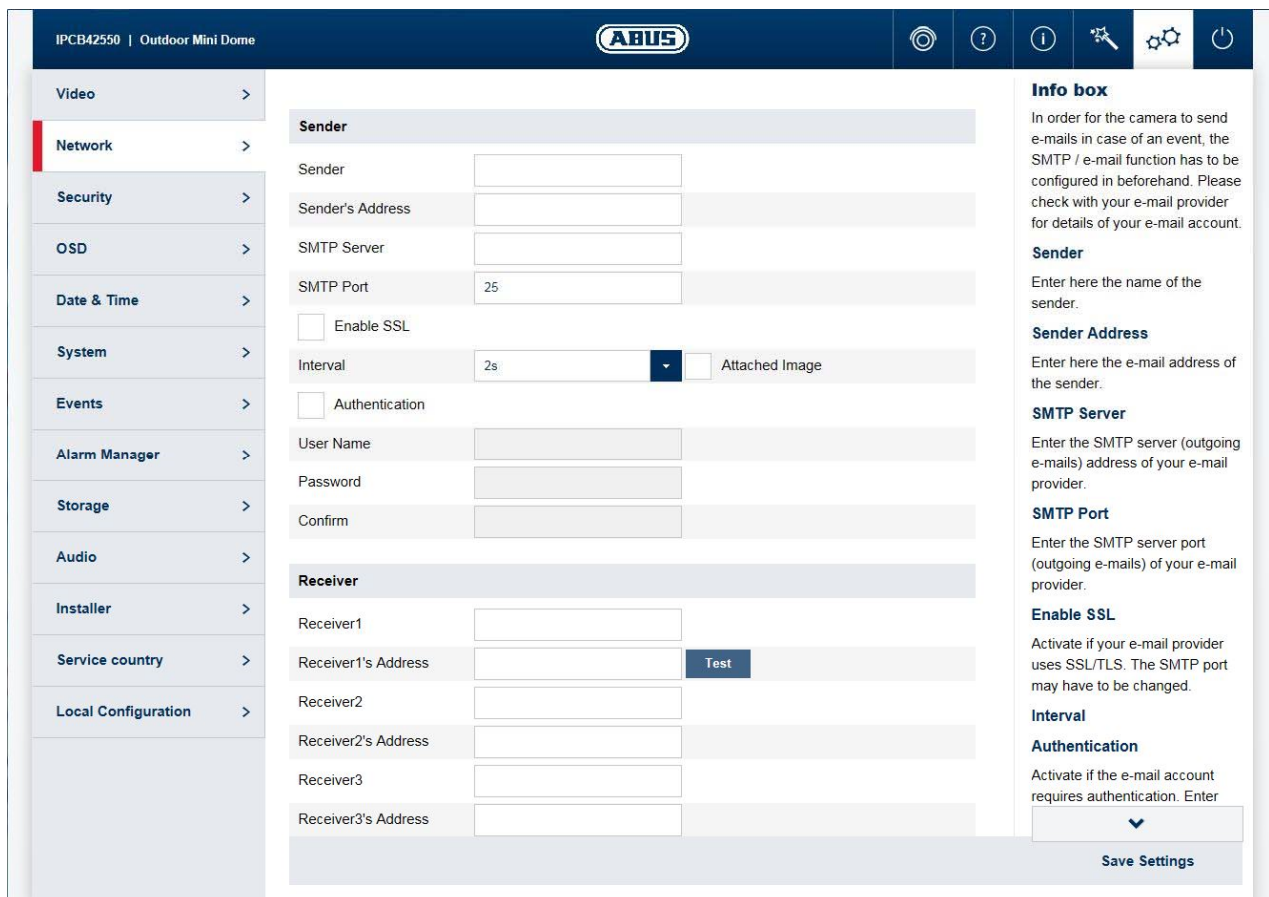 IPCB42550 | Outdoor Mini Dome
ABUS
Video
Network
Security
OSD
Date & Time
System
Events
Alarm Manager
Storage
Audio
Installer
Service country
Local Configuration
Sender
Sender
Sender's Address
SMTP Server
SMTP Port 25
Enable SSL
Interval 2s Attached Image
Authentication
User Name
Password
Confirm
Receiver
Receiver1
Receiver1's Address Test
Receiver2
Receiver2's Address
Receiver3
Receiver3's Address
Info box
In order for the camera to send
e-mails in case of an event, the
SMTP / e-mail function has to be
configured in beforehand. Please
check with your e-mail provider
for details of your e-mail account.
Sender
Enter here the name of the
sender.
Sender Address
Enter here the e-mail address of
the sender.
SMTP Server
Enter the SMTP server (outgoing
e-mails) address of your e-mail
provider.
SMTP Port
Enter the SMTP server port
(outgoing e-mails) of your e-mail
provider.
Enable SSL
Activate if your e-mail provider
uses SSL/TLS. The SMTP port
may have to be changed.
Interval
Authentication
Activate if the e-mail account
requires authentication. Enter
Save Settings